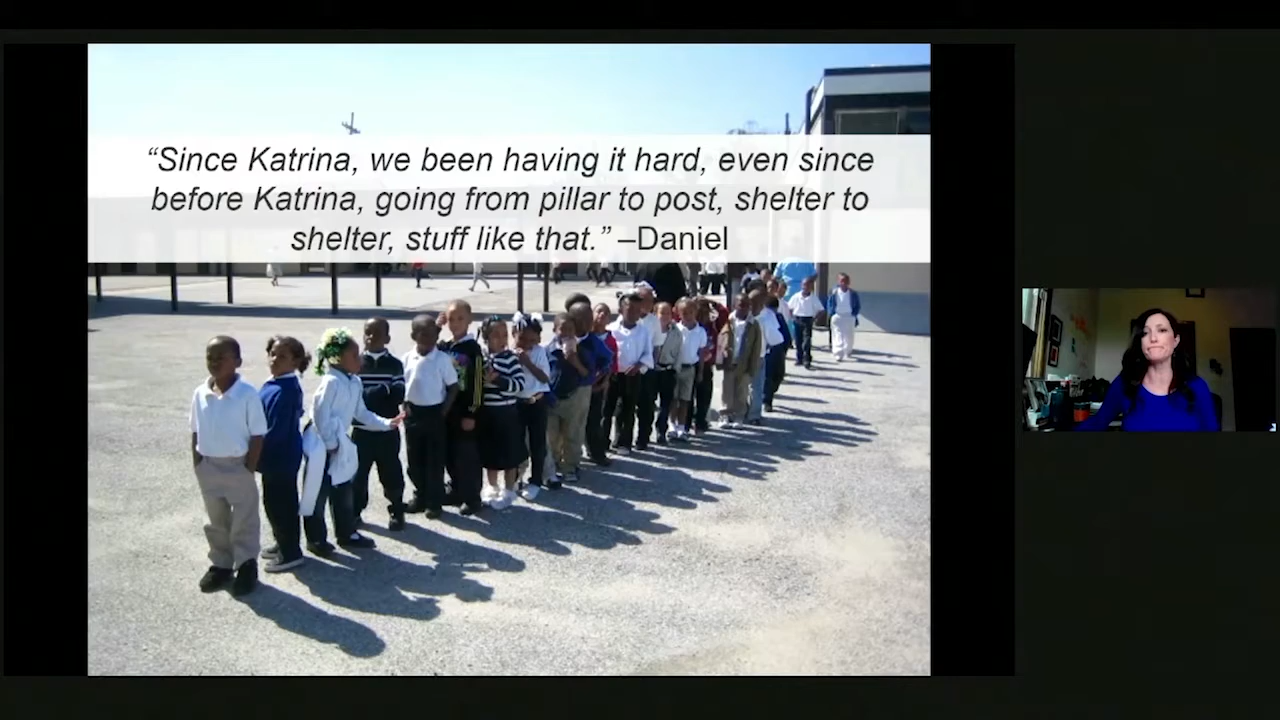 “Since Katrina, we been having it hard, even since
before Katrina, going from pillar to post, shelter to
shelter, stuff like that.” –Daniel